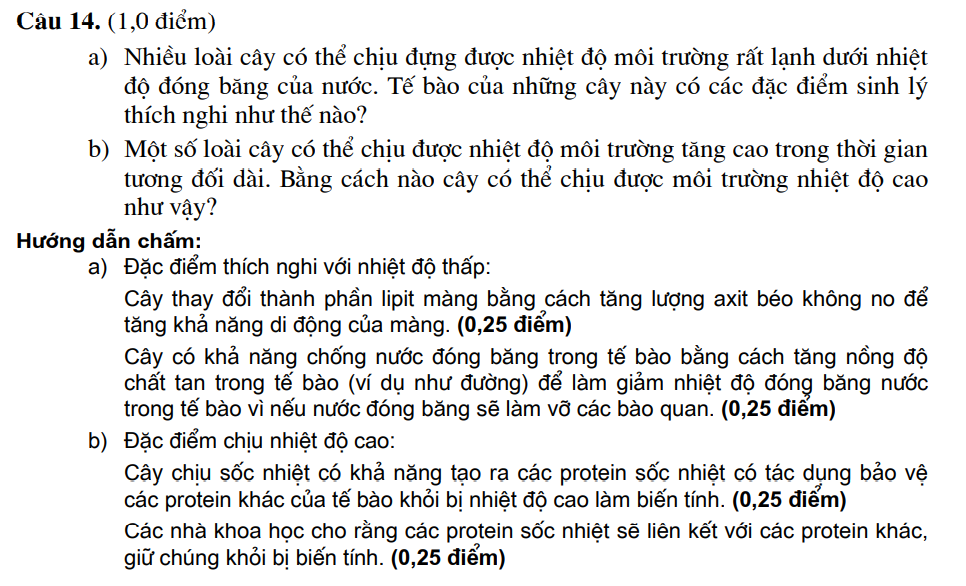 Câu 14. (1,0 điểm)
a) Nhiều loài cây có thể chịu đựng được nhiệt độ môi trường rất lạnh dưới nhiệt
độ đóng băng của nước. Tế bào của những cây này có các đặc điểm sinh lý
thích nghi như thế nào?
b) Một số loài cây có thể chịu được nhiệt độ môi trường tăng cao trong thời gian
tương đối dài. Bằng cách nào cây có thể chịu được môi trường nhiệt độ cao
như vậy?
Hướng dẫn chấm:
a) Đặc điểm thích nghi với nhiệt độ thấp:
Cây thay đổi thành phần lipit màng bằng cách tăng lượng axit béo không no để
tăng khả năng di động của màng. (0,25 điểm)
Cây có khả năng chống nước đóng băng trong tế bào bằng cách tăng nồng độ
chất tan trong tế bào (ví dụ như đường) để làm giảm nhiệt độ đóng băng nước
trong tế bào vì nếu nước đóng băng sẽ làm vỡ các bào quan. (0,25 điểm)
b) Đặc điểm chịu nhiệt độ cao:
Cây chịu sốc nhiệt có khả năng tạo ra các protein sốc nhiệt có tác dụng bảo vệ
các protein khác của tế bào khỏi bị nhiệt độ cao làm biến tính. (0,25 điểm)
Các nhà khoa học cho rằng các protein sốc nhiệt sẽ liên kết với các protein khác,
giữ chúng khỏi bị biến tính. (0,25 điểm)